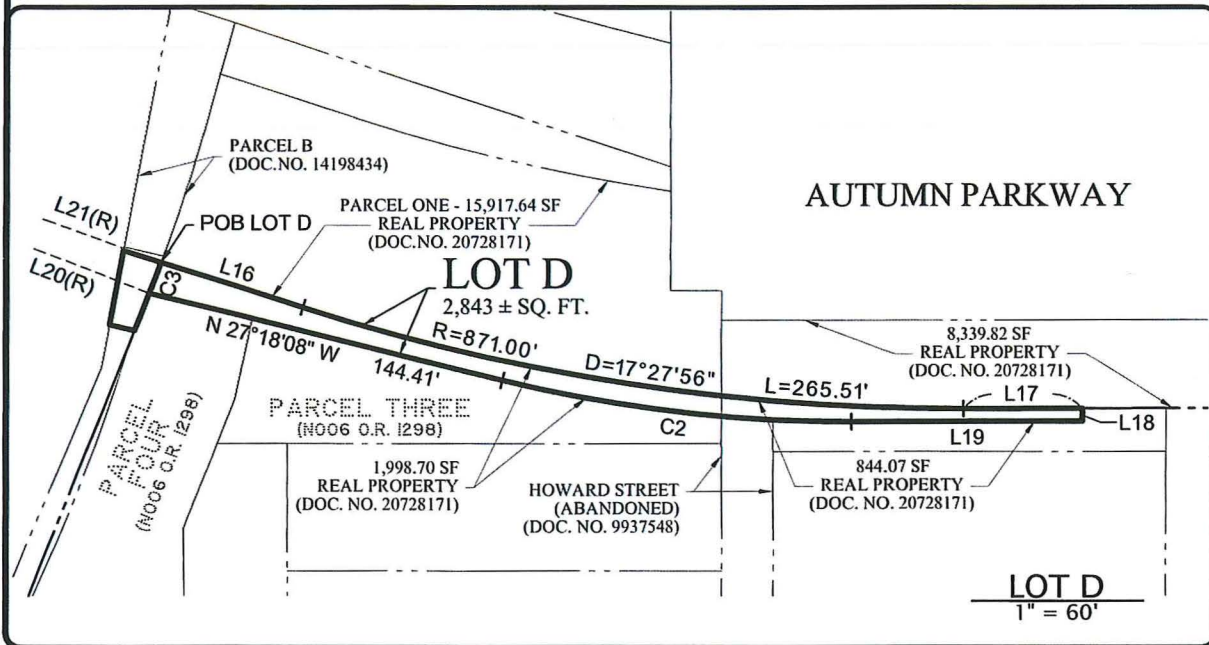 PARCEL B
(DOC.NO. 14198434)
AUTUMN PARKWAY
L21(R)
POB LOT D
PARCEL ONE - 15,917.64 SF
REAL PROPERTY
(DOC.NO. 20728171)
L20(R)
C3
L16
LOT D
2,843 ± SQ. FT.
N 27°18'08" W
144.41'
R=871.00'
D=17°27'56"
L=265.51'
8,339.82 SF
REAL PROPERTY
(DOC. NO. 20728171)
L17
L18
L19
C2
PARCEL THREE
(N006 O.R. 1298)
PARCEL
FOUR
(N006 O.R. 1298)
1,998.70 SF
REAL PROPERTY
(DOC. NO. 20728171)
HOWARD STREET
(ABANDONED)
(DOC. NO. 9937548)
844.07 SF
REAL PROPERTY
(DOC. NO. 20728171)
LOT D
1" = 60'